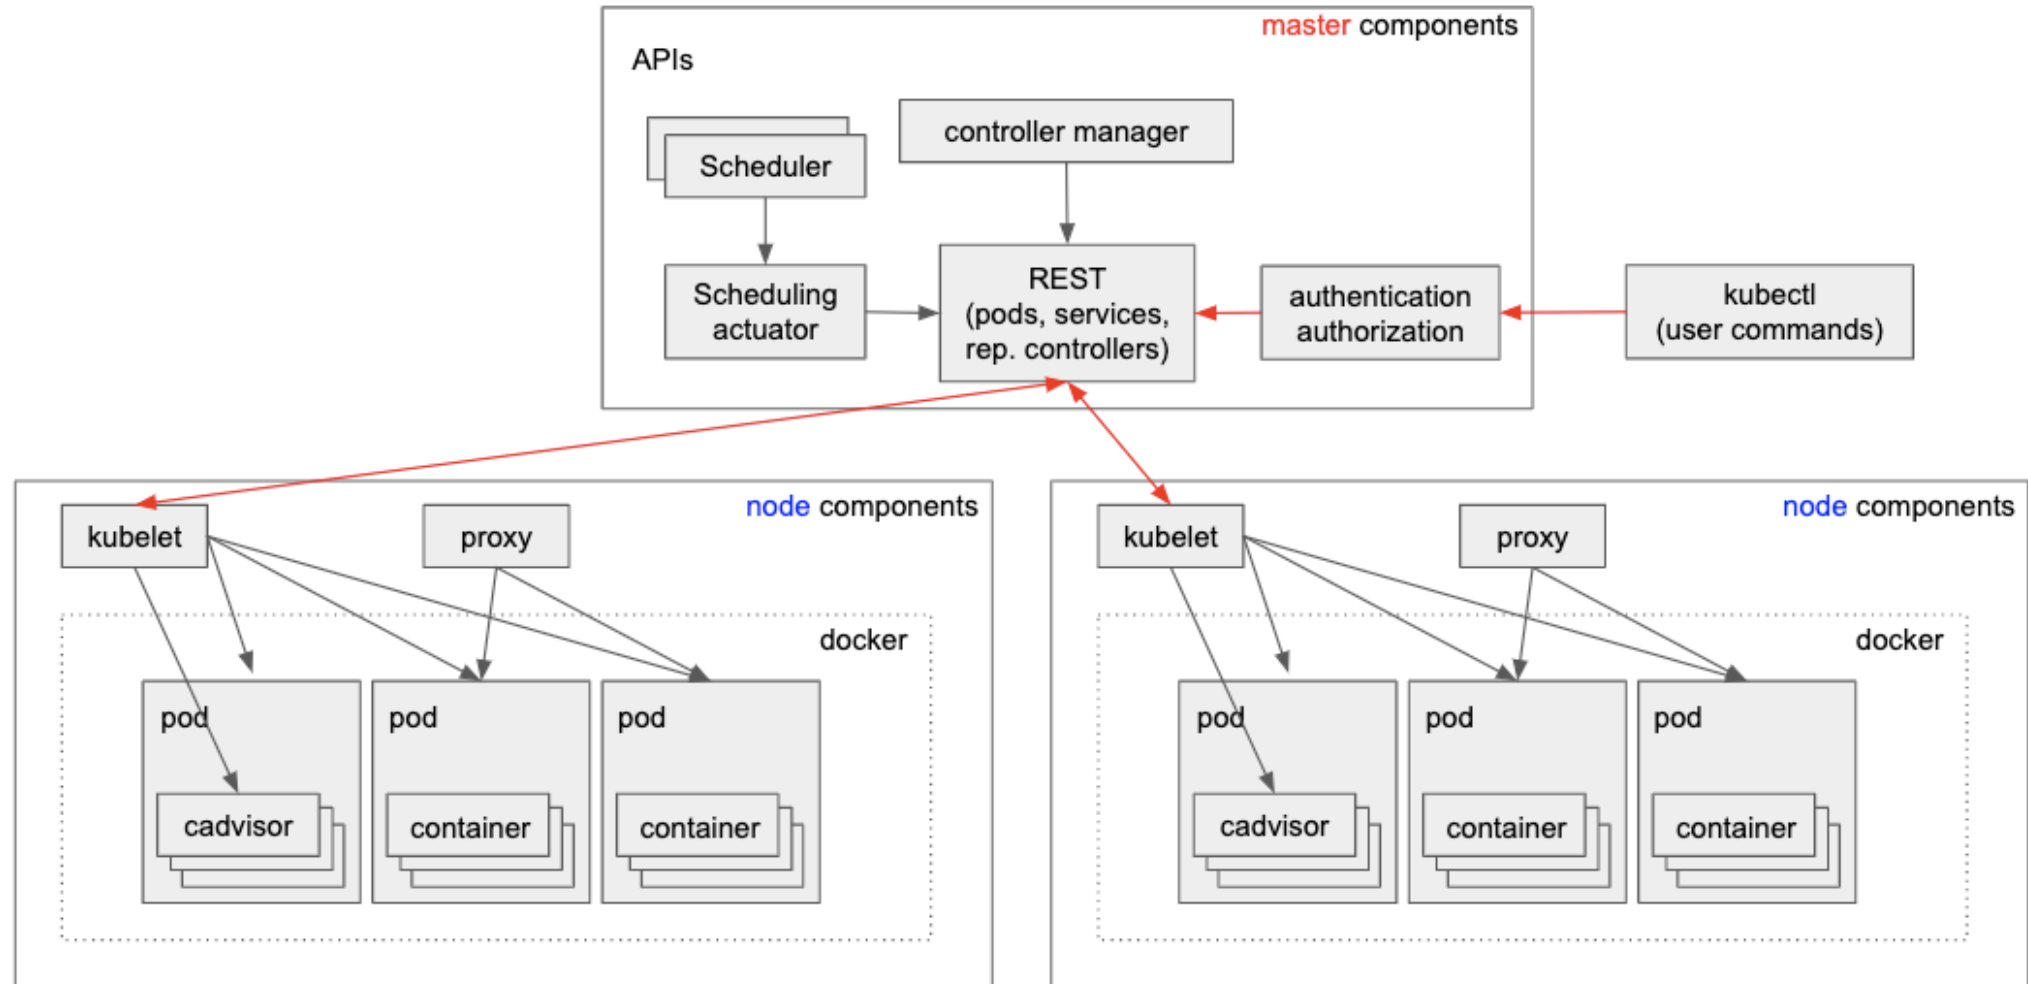 master components
APIs
controller manager
Scheduler
Scheduling
actuator
REST
(pods, services,
rep. controllers)
authentication
authorization
kubectl
(user commands)
kubelet
proxy
node components
docker
pod
pod
pod
cadvisor
container
container
kubelet
proxy
node components
docker
pod
pod
pod
cadvisor
container
container